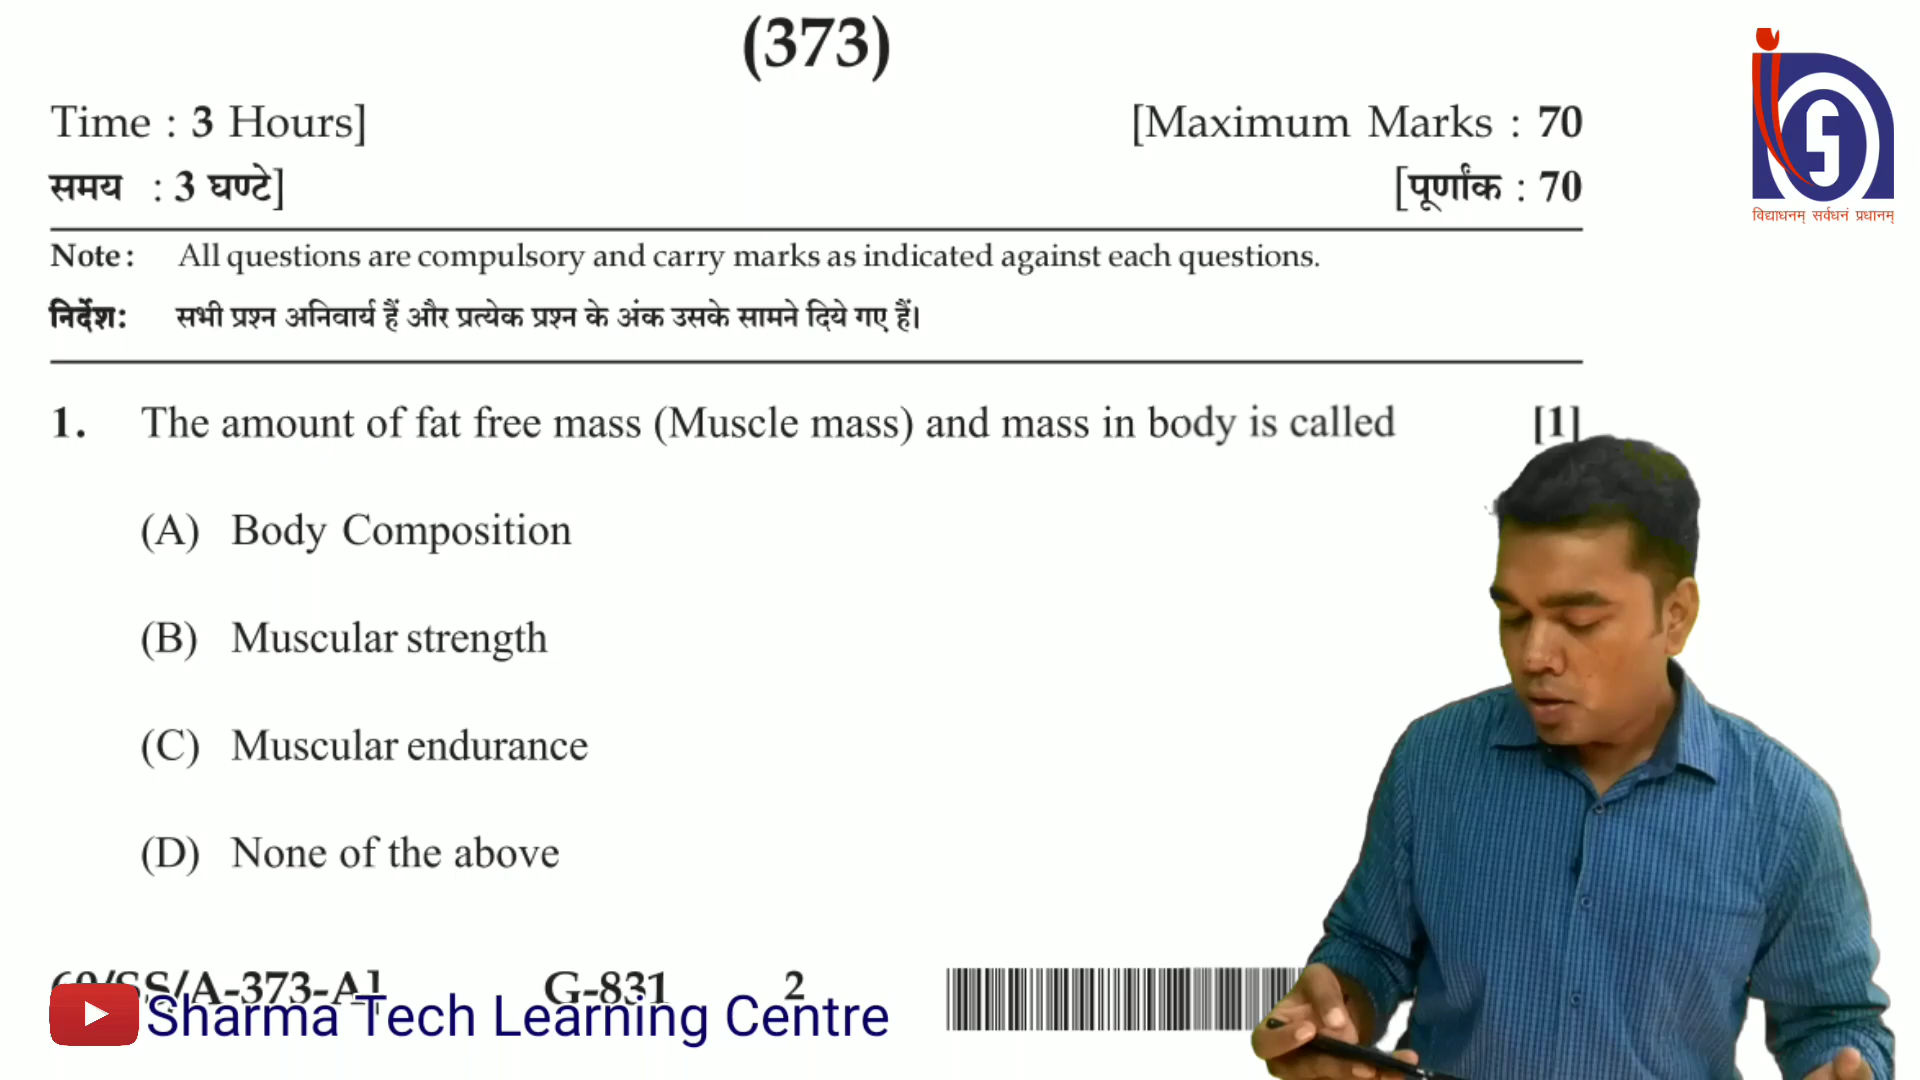 (373)
Time : 3 Hours]
[Maximum Marks : 70
समय : 3 घण्टे]
[पूर्णांक : 70
विद्याधनम् सर्वधनं प्रधानम्
Note: All questions are compulsory and carry marks as indicated against each questions.
निर्देश: सभी प्रश्न अनिवार्य हैं और प्रत्येक प्रश्न के अंक उसके सामने दिये गए हैं।
1. The amount of fat free mass (Muscle mass) and mass in body is called [1]
(A) Body Composition
(B) Muscular strength
(C) Muscular endurance
(D) None of the above
G-831 2
Sharma Tech Learning Centre